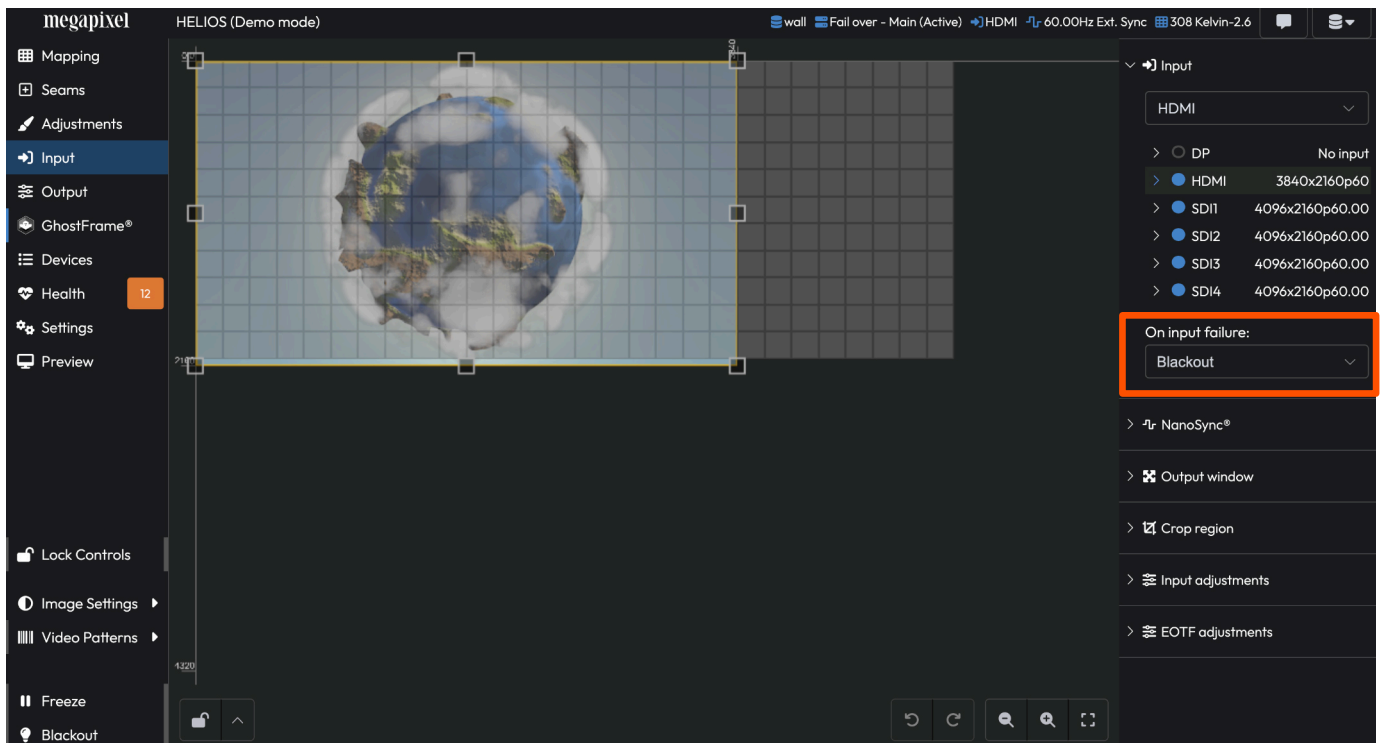 megapixel
HELIOS (Demo mode)
wall Fail over - Main (Active) HDMI 60.00Hz Ext. Sync 308 Kelvin-2.6
Mapping
Seams
Adjustments
Input
Output
GhostFrame®
Devices
Health 12
Settings
Preview
Lock Controls
Image Settings
Video Patterns
Freeze
Blackout
3840
2160
4320
Input
HDMI
DP No input
HDMI 3840x2160p60
SDI1 4096x2160p60.00
SDI2 4096x2160p60.00
SDI3 4096x2160p60.00
SDI4 4096x2160p60.00
On input failure:
Blackout
NanoSync®
Output window
Crop region
Input adjustments
EOTF adjustments